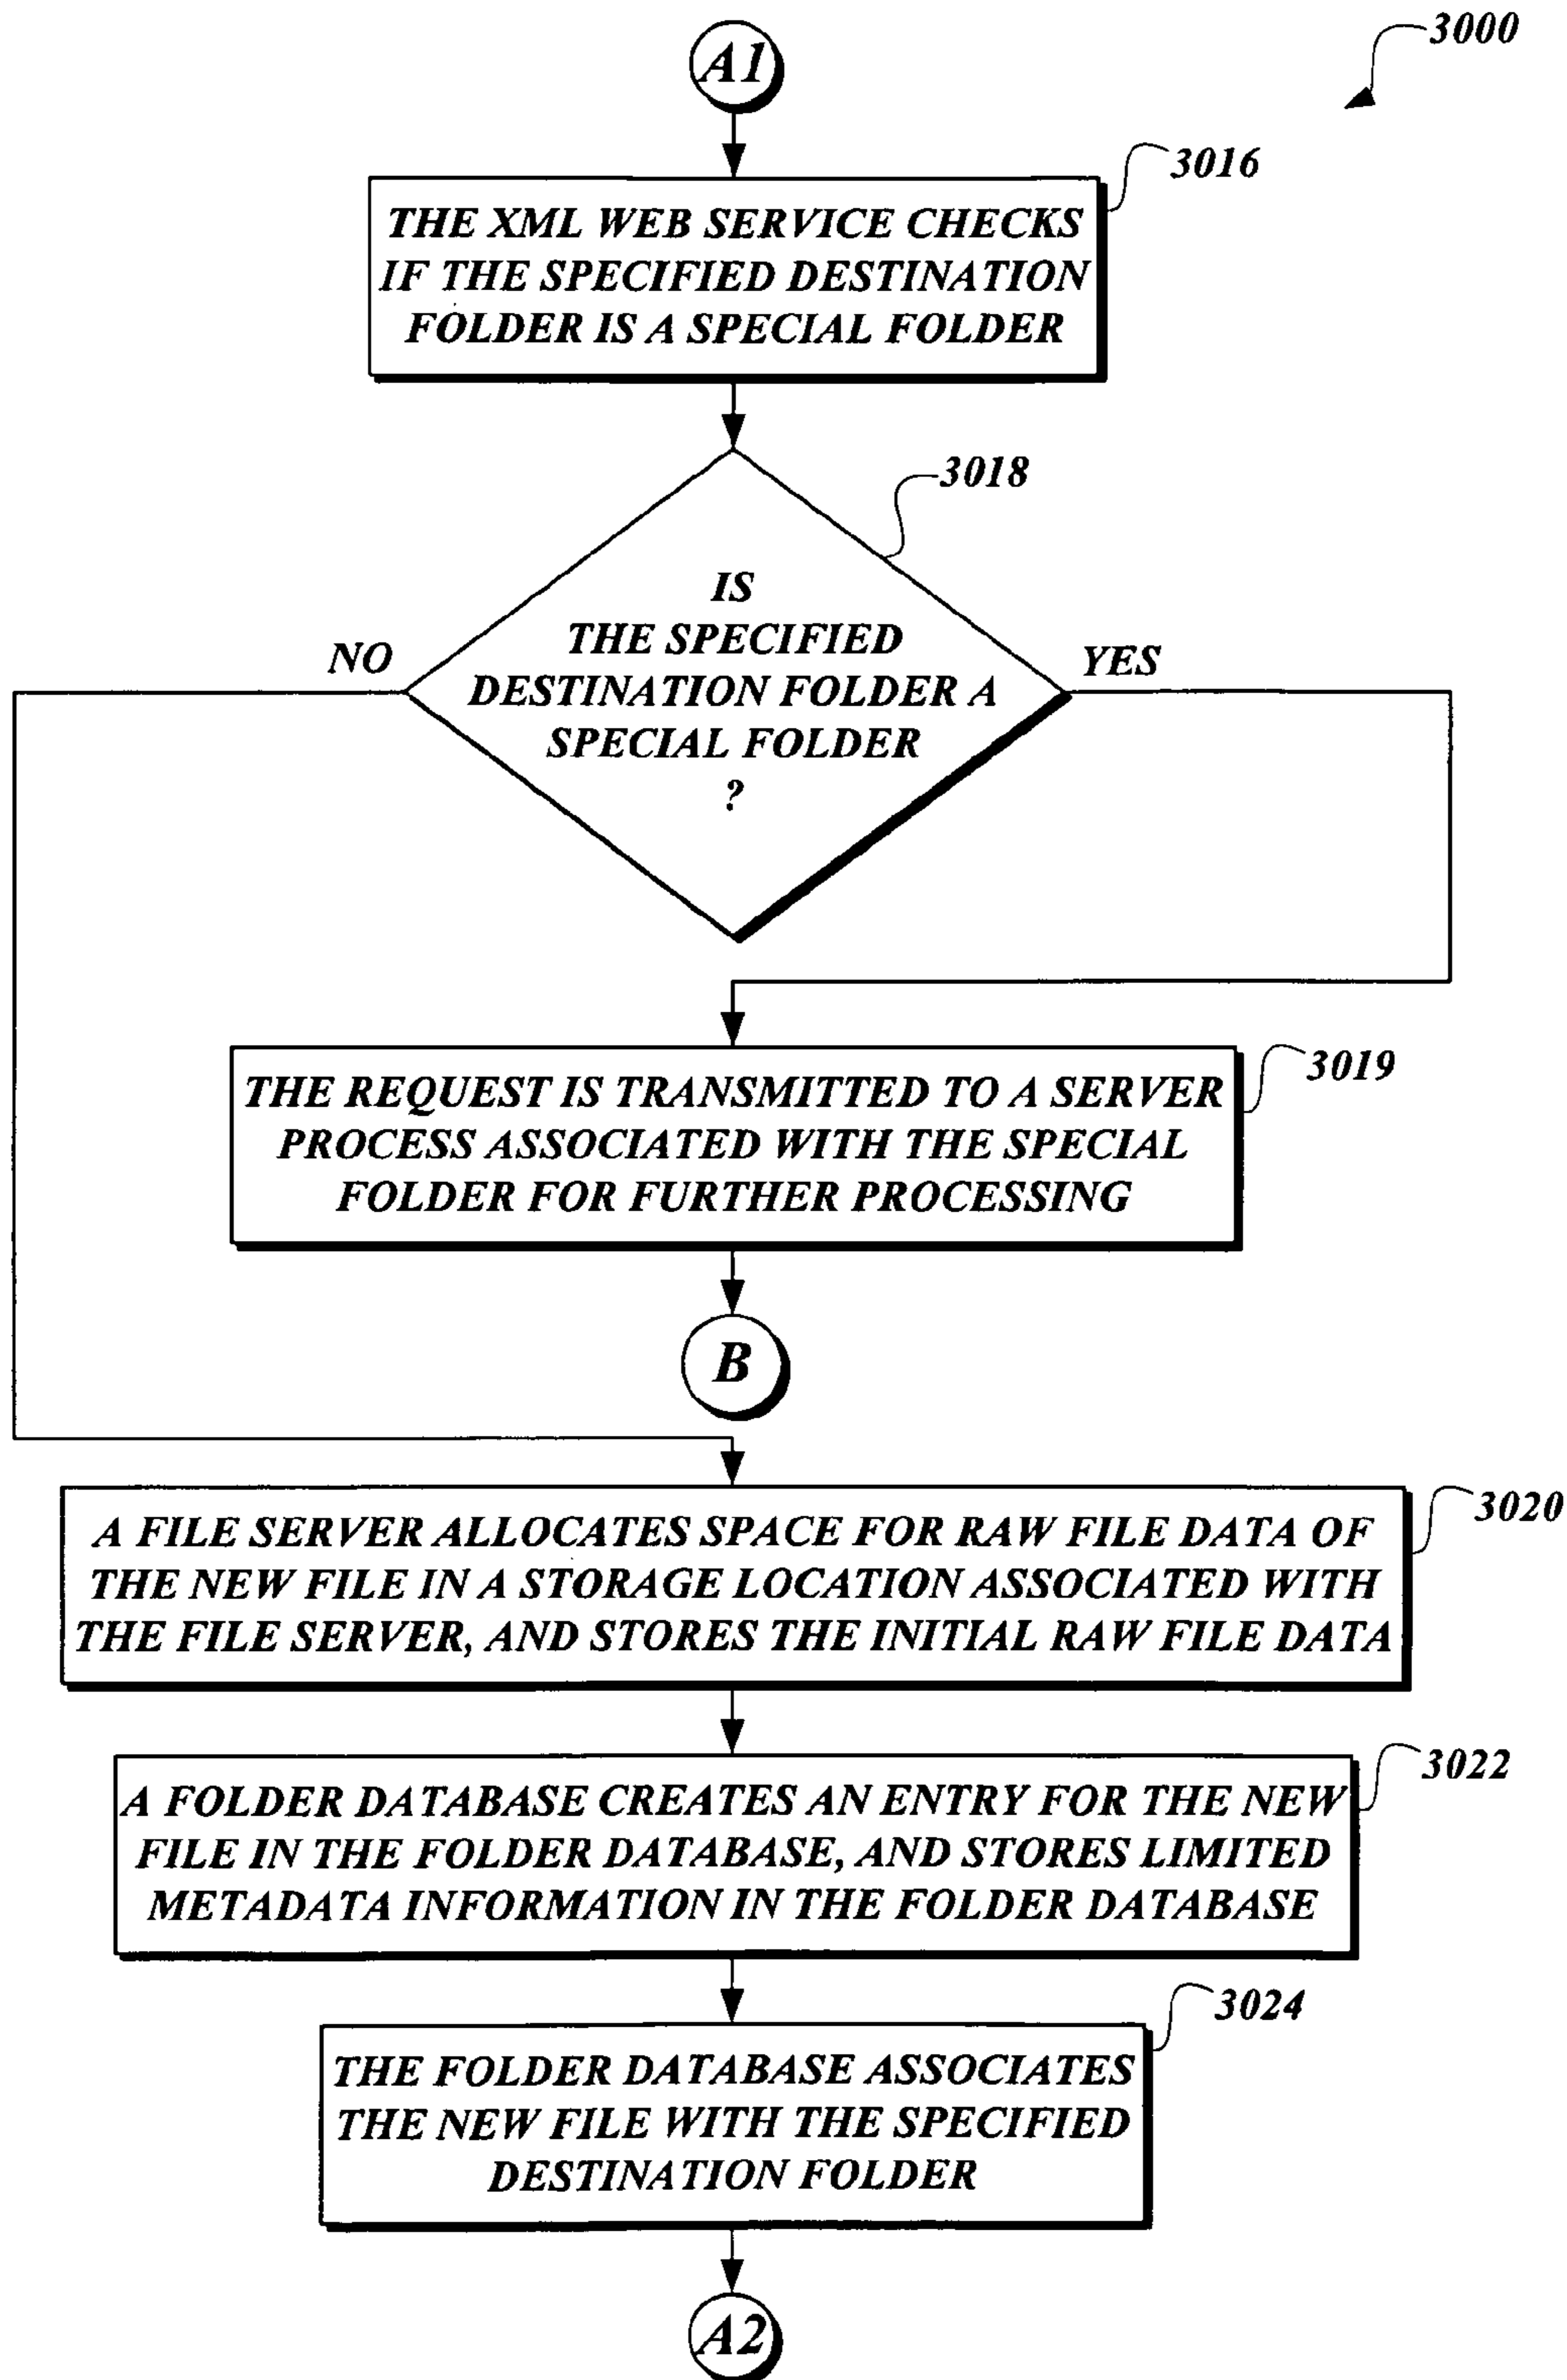 A1
3000
3016
THE XML WEB SERVICE CHECKS
IF THE SPECIFIED DESTINATION
FOLDER IS A SPECIAL FOLDER
3018
IS
THE SPECIFIED
DESTINATION FOLDER A
SPECIAL FOLDER
?
NO
YES
3019
THE REQUEST IS TRANSMITTED TO A SERVER
PROCESS ASSOCIATED WITH THE SPECIAL
FOLDER FOR FURTHER PROCESSING
B
3020
A FILE SERVER ALLOCATES SPACE FOR RAW FILE DATA OF
THE NEW FILE IN A STORAGE LOCATION ASSOCIATED WITH
THE FILE SERVER, AND STORES THE INITIAL RAW FILE DATA
3022
A FOLDER DATABASE CREATES AN ENTRY FOR THE NEW
FILE IN THE FOLDER DATABASE, AND STORES LIMITED
METADATA INFORMATION IN THE FOLDER DATABASE
3024
THE FOLDER DATABASE ASSOCIATES
THE NEW FILE WITH THE SPECIFIED
DESTINATION FOLDER
A2